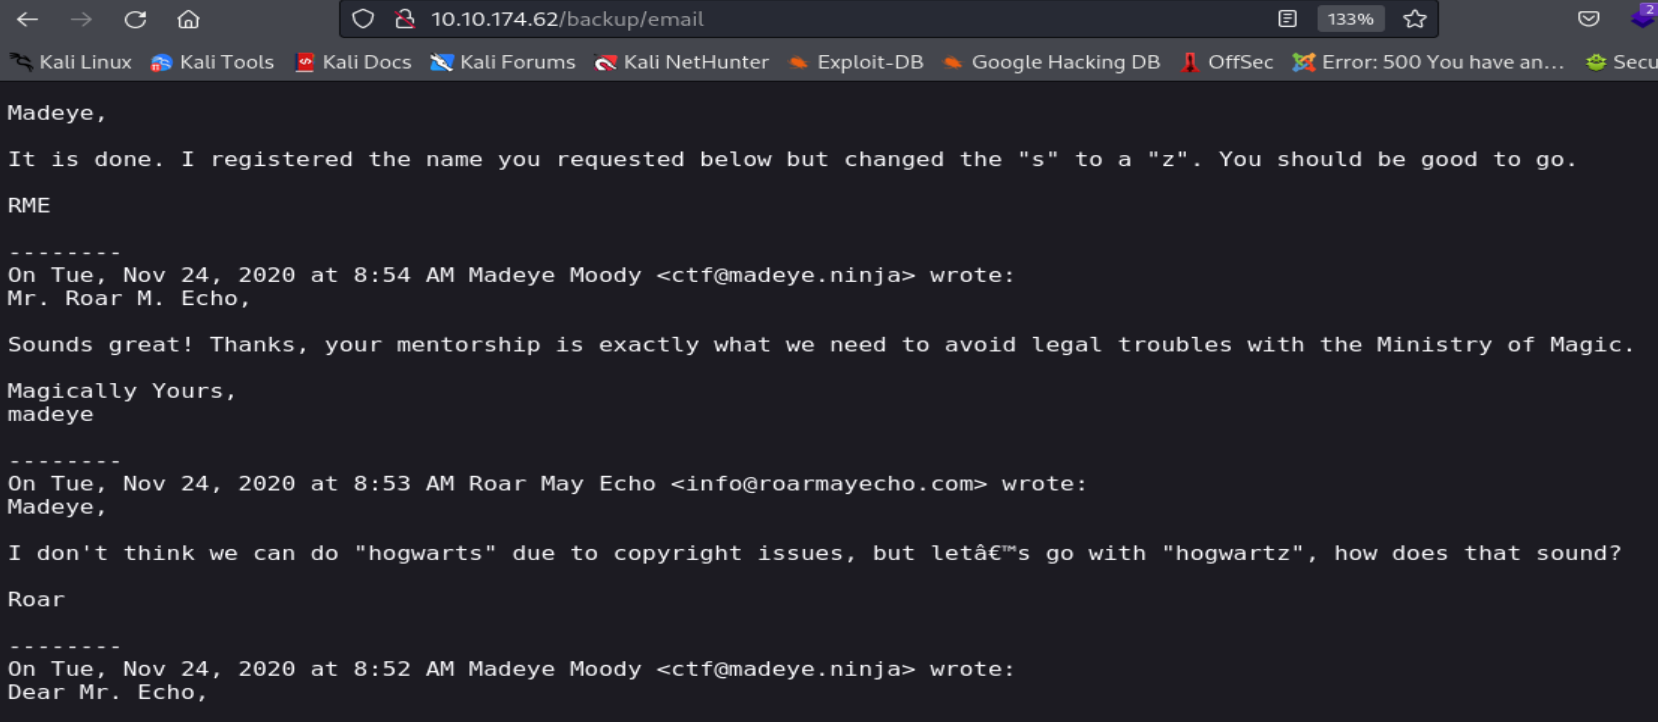 10.10.174.62/backup/email
133%
2
Kali Linux Kali Tools Kali Docs Kali Forums Kali NetHunter Exploit-DB Google Hacking DB OffSec Error: 500 You have an... Secu
Madeye,
It is done. I registered the name you requested below but changed the "s" to a "z". You should be good to go.
RME
--------
On Tue, Nov 24, 2020 at 8:54 AM Madeye Moody <ctf@madeye.ninja> wrote:
Mr. Roar M. Echo,
Sounds great! Thanks, your mentorship is exactly what we need to avoid legal troubles with the Ministry of Magic.
Magically Yours,
madeye
--------
On Tue, Nov 24, 2020 at 8:53 AM Roar May Echo <info@roarmayecho.com> wrote:
Madeye,
I don't think we can do "hogwarts" due to copyright issues, but letâ€™s go with "hogwartz", how does that sound?
Roar
--------
On Tue, Nov 24, 2020 at 8:52 AM Madeye Moody <ctf@madeye.ninja> wrote:
Dear Mr. Echo,